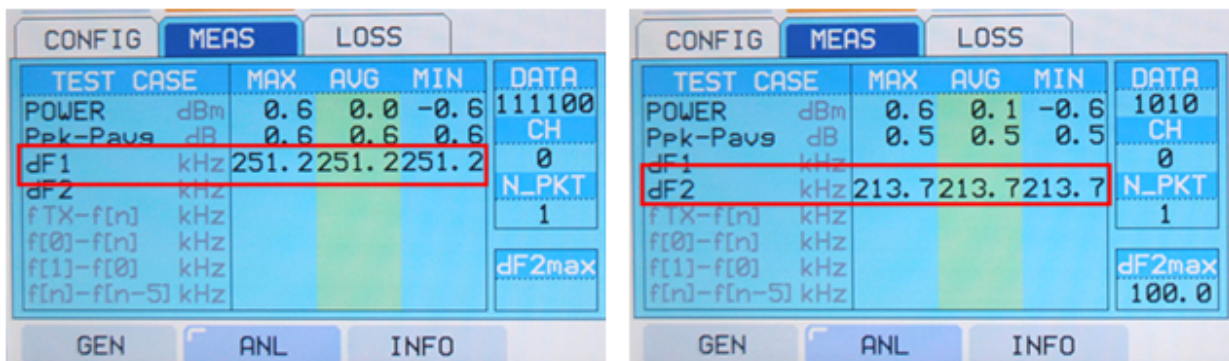 CONFIG MEAS LOSS
TEST CASE MAX AVG MIN DATA
POWER dBm 0.6 0.0 -0.6 111100
Ppk-Pavg dB 0.6 0.6 0.6 CH
dF1 kHz 251.2 251.2 251.2 0
dF2 kHz N_PKT
fTX-f[n] kHz 1
f[0]-f[n] kHz
f[1]-f[0] kHz dF2max
f[n]-f[n-5] kHz
GEN ANL INFO
CONFIG MEAS LOSS
TEST CASE MAX AVG MIN DATA
POWER dBm 0.6 0.1 -0.6 1010
Ppk-Pavg dB 0.5 0.5 0.5 CH
dF1 kHz 0
dF2 kHz 213.7 213.7 213.7 N_PKT
fTX-f[n] kHz 1
f[0]-f[n] kHz
f[1]-f[0] kHz dF2max
f[n]-f[n-5] kHz 100.0
GEN ANL INFO